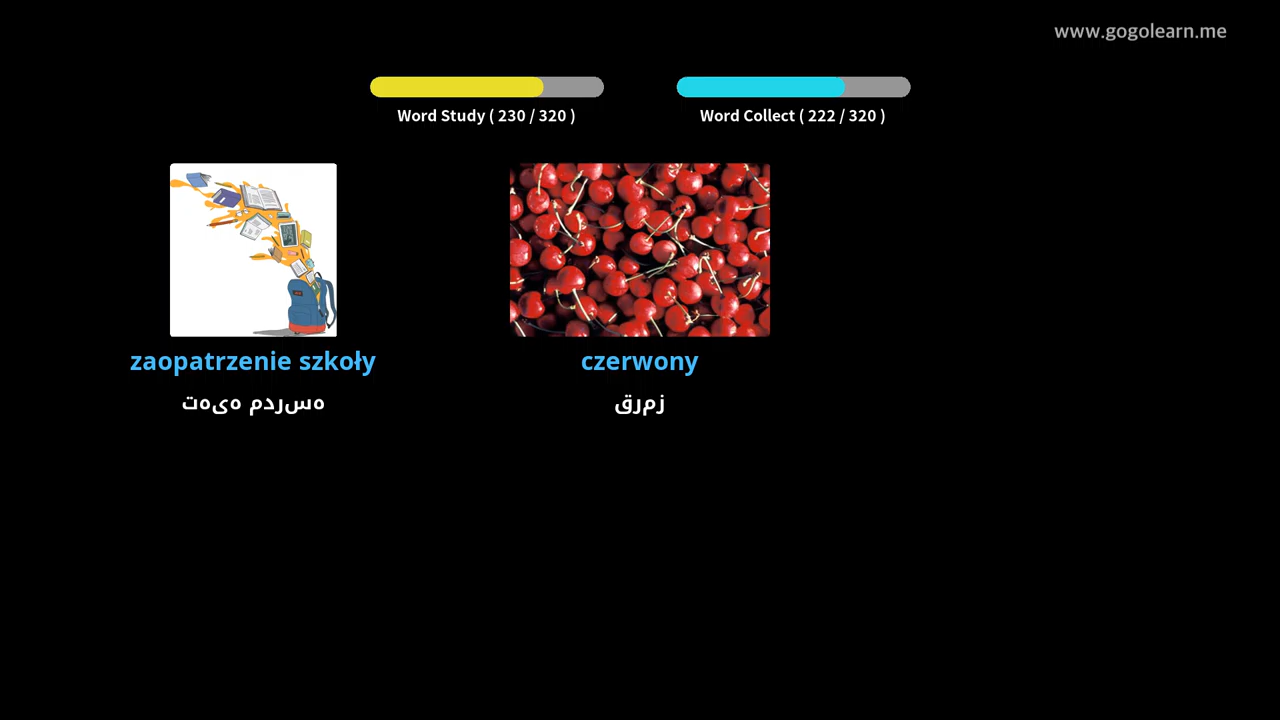 www.gogolearn.me
Word Study ( 230 / 320 )
Word Collect ( 222 / 320 )
zaopatrzenie szkoły
تهیه مدرسه
czerwony
قرمز